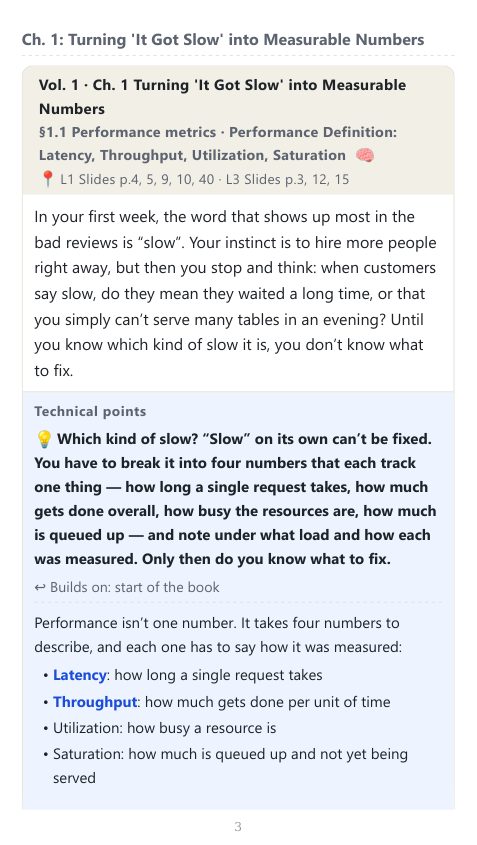 Ch. 1: Turning 'It Got Slow' into Measurable Numbers
Vol. 1 · Ch. 1 Turning 'It Got Slow' into Measurable
Numbers
§1.1 Performance metrics · Performance Definition:
Latency, Throughput, Utilization, Saturation 🧠
📍 L1 Slides p.4, 5, 9, 10, 40 · L3 Slides p.3, 12, 15
In your first week, the word that shows up most in the
bad reviews is “slow”. Your instinct is to hire more people
right away, but then you stop and think: when customers
say slow, do they mean they waited a long time, or that
you simply can’t serve many tables in an evening? Until
you know which kind of slow it is, you don’t know what
to fix.
Technical points
💡 Which kind of slow? “Slow” on its own can’t be fixed.
You have to break it into four numbers that each track
one thing — how long a single request takes, how much
gets done overall, how busy the resources are, how much
is queued up — and note under what load and how each
was measured. Only then do you know what to fix.
↩ Builds on: start of the book
Performance isn’t one number. It takes four numbers to
describe, and each one has to say how it was measured:
• Latency: how long a single request takes
• Throughput: how much gets done per unit of time
• Utilization: how busy a resource is
• Saturation: how much is queued up and not yet being
served
3